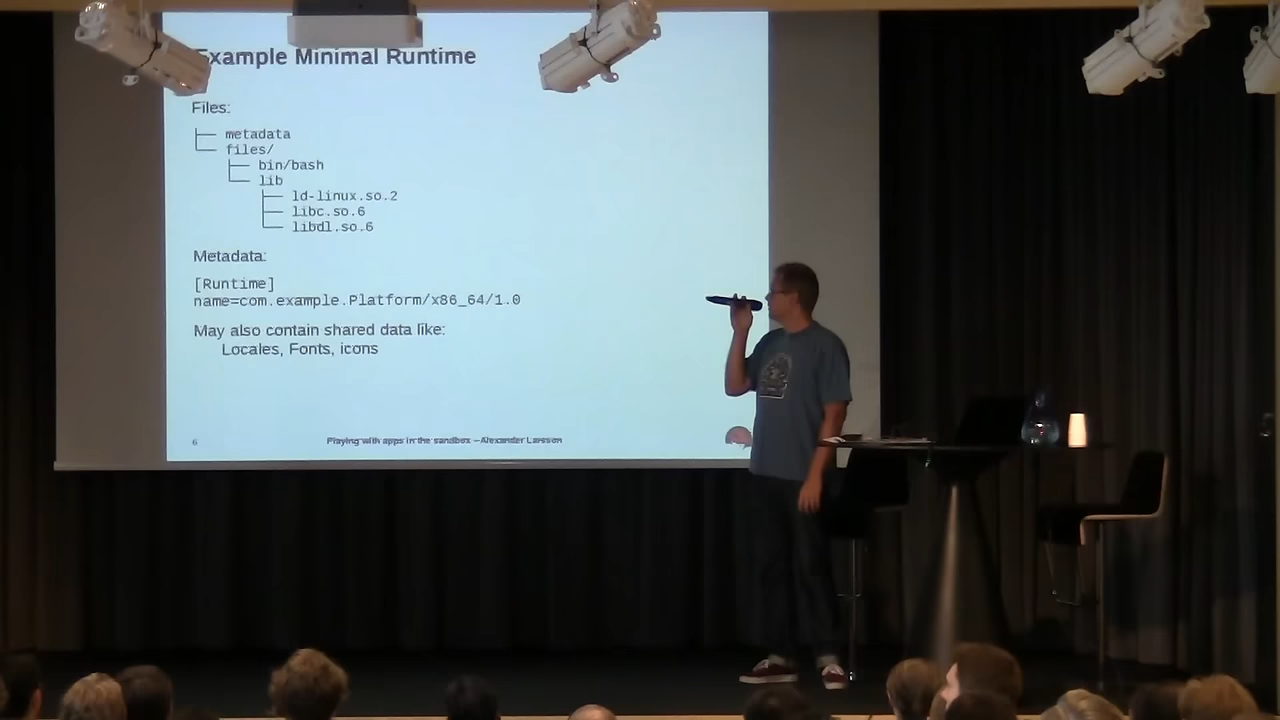 Example Minimal Runtime
Files:
metadata
files/
bin/bash
lib
ld-linux.so.2
libc.so.6
libdl.so.6
Metadata:
[Runtime]
name=com.example.Platform/x86_64/1.0
May also contain shared data like:
Locales, Fonts, icons
6
Playing with apps in the sandbox – Alexander Larsson